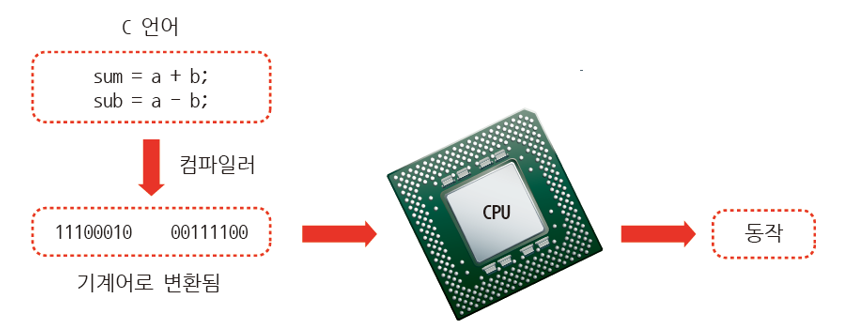 C 언어
sum = a + b;
sub = a - b;
컴파일러
11100010 00111100
기계어로 변환됨
CPU
동작